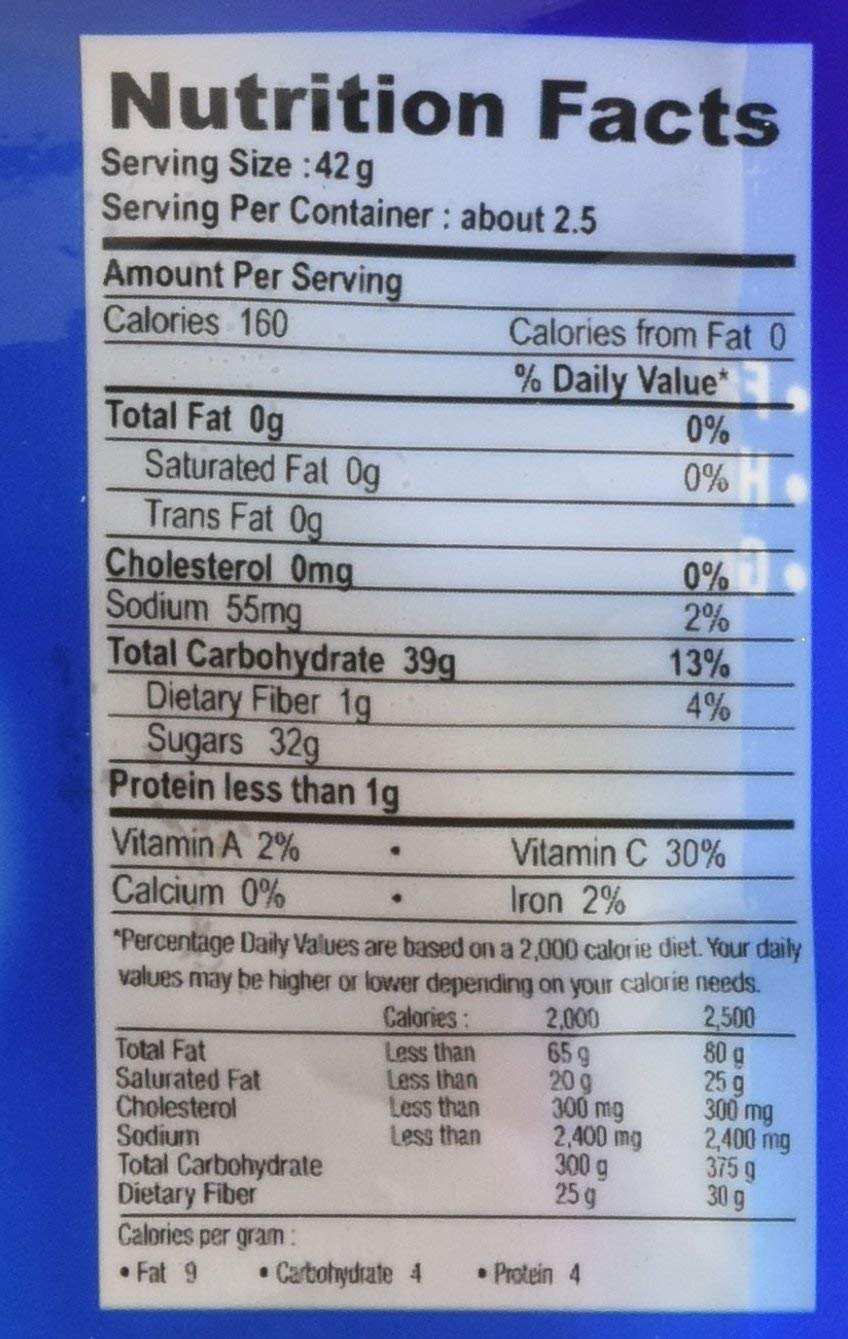 Nutrition Facts
Serving Size :42 g
Serving Per Container : about 2.5
Amount Per Serving
Calories 160 Calories from Fat 0
% Daily Value*
Total Fat 0g 0%
Saturated Fat 0g 0%
Trans Fat 0g
Cholesterol 0mg 0%
Sodium 55mg 2%
Total Carbohydrate 39g 13%
Dietary Fiber 1g 4%
Sugars 32g
Protein less than 1g
Vitamin A 2% • Vitamin C 30%
Calcium 0% • Iron 2%
*Percentage Daily Values are based on a 2,000 calorie diet. Your daily
values may be higher or lower depending on your calorie needs.
Calories : 2,000 2,500
Total Fat Less than 65 g 80 g
Saturated Fat Less than 20 g 25 g
Cholesterol Less than 300 mg 300 mg
Sodium Less than 2,400 mg 2,400 mg
Total Carbohydrate 300 g 375 g
Dietary Fiber 25 g 30 g
Calories per gram :
• Fat 9 • Carbohydrate 4 • Protein 4